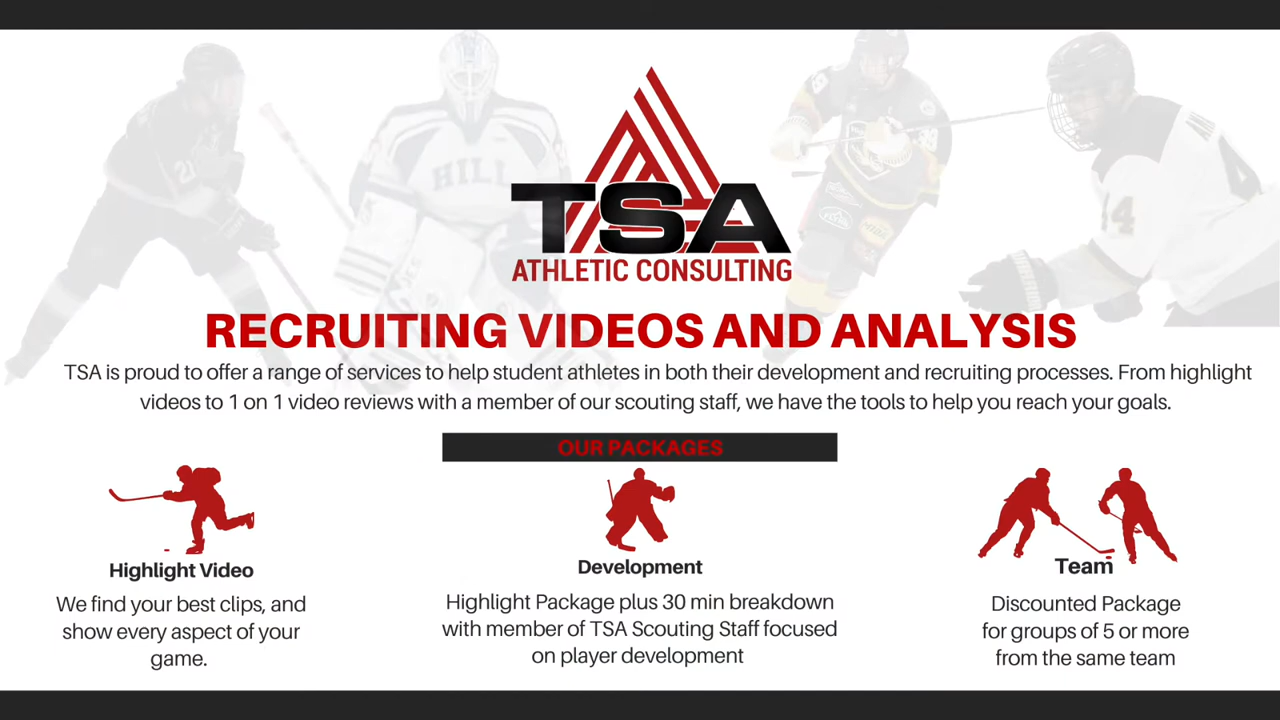 21
HILL
44
4
TSA
ATHLETIC CONSULTING
RECRUITING VIDEOS AND ANALYSIS
TSA is proud to offer a range of services to help student athletes in both their development and recruiting processes. From highlight
videos to 1 on 1 video reviews with a member of our scouting staff, we have the tools to help you reach your goals.
OUR PACKAGES
Highlight Video
We find your best clips, and
show every aspect of your
game.
Development
Highlight Package plus 30 min breakdown
with member of TSA Scouting Staff focused
on player development
Team
Discounted Package
for groups of 5 or more
from the same team